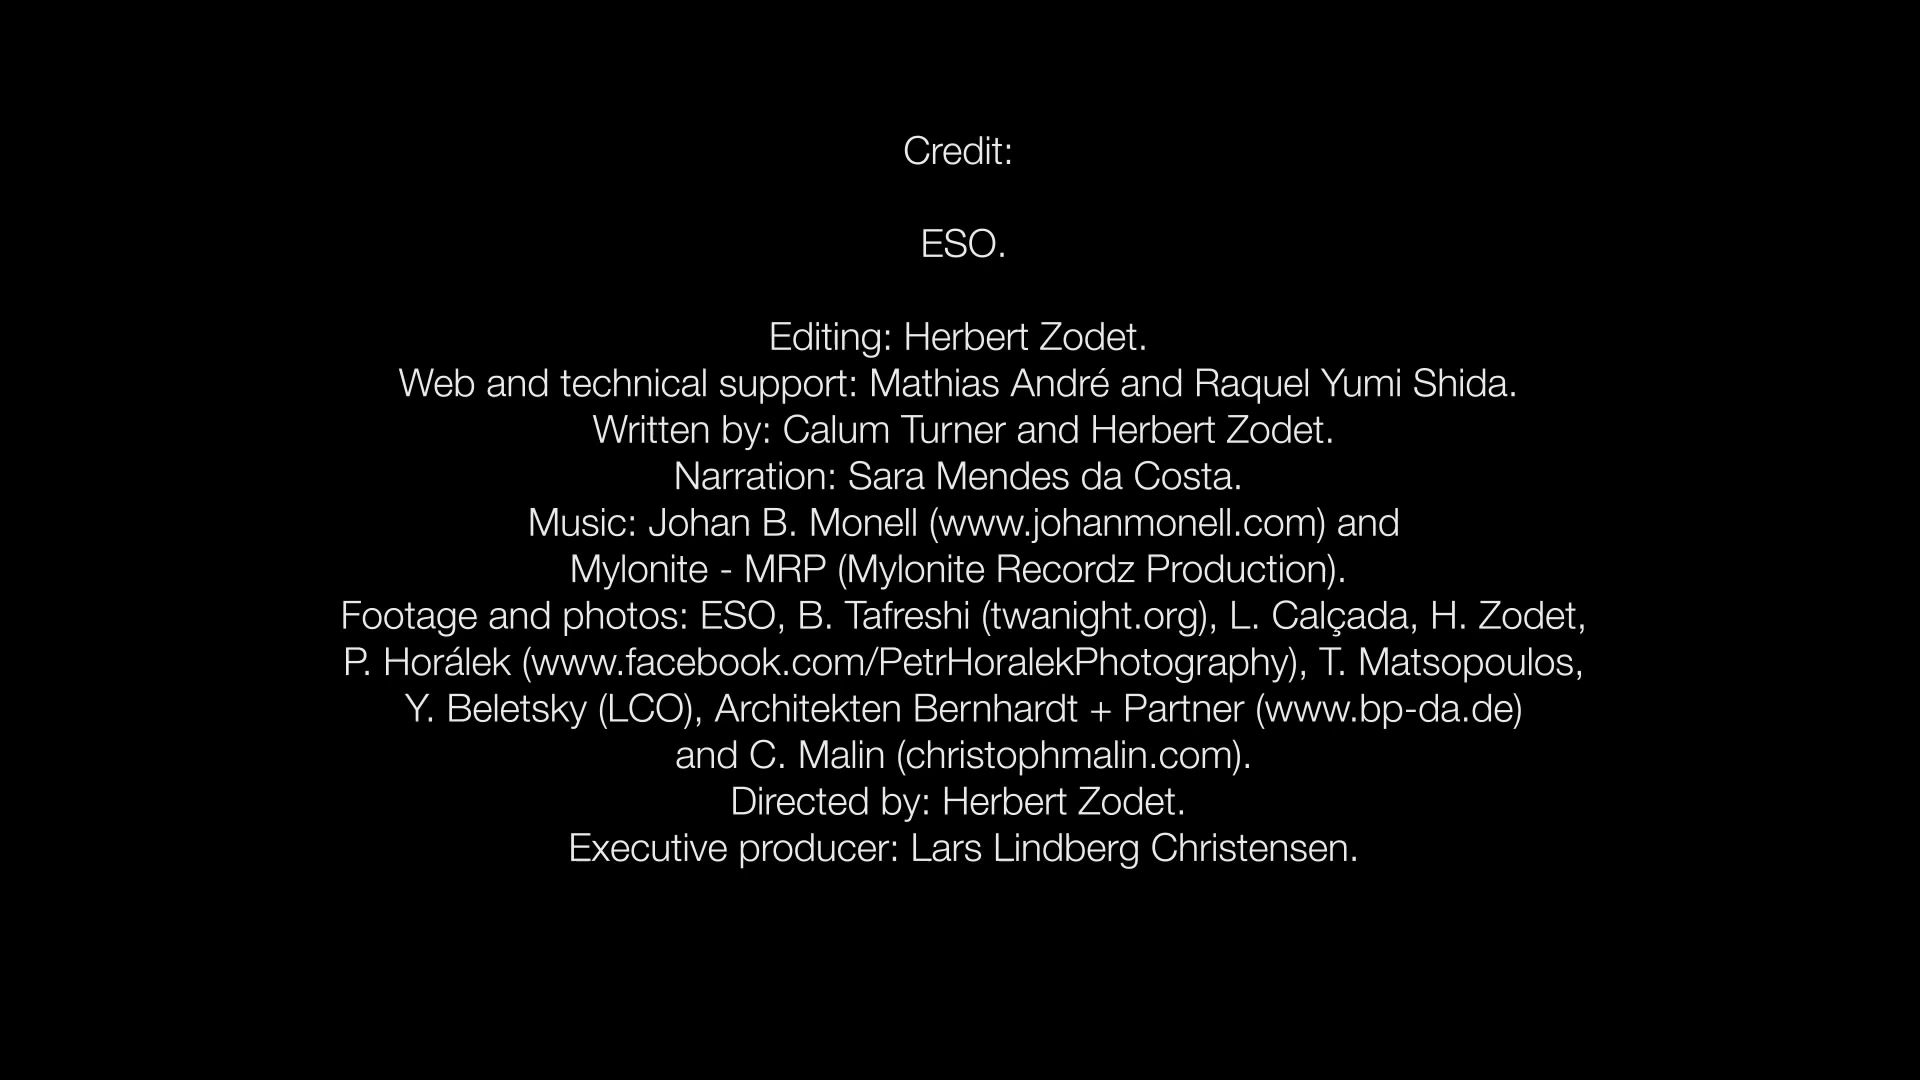 Credit:
ESO.
Editing: Herbert Zodet.
Web and technical support: Mathias André and Raquel Yumi Shida.
Written by: Calum Turner and Herbert Zodet.
Narration: Sara Mendes da Costa.
Music: Johan B. Monell (www.johanmonell.com) and
Mylonite - MRP (Mylonite Recordz Production).
Footage and photos: ESO, B. Tafreshi (twanight.org), L. Calçada, H. Zodet,
P. Horálek (www.facebook.com/PetrHoralekPhotography), T. Matsopoulos,
Y. Beletsky (LCO), Architekten Bernhardt + Partner (www.bp-da.de)
and C. Malin (christophmalin.com).
Directed by: Herbert Zodet.
Executive producer: Lars Lindberg Christensen.